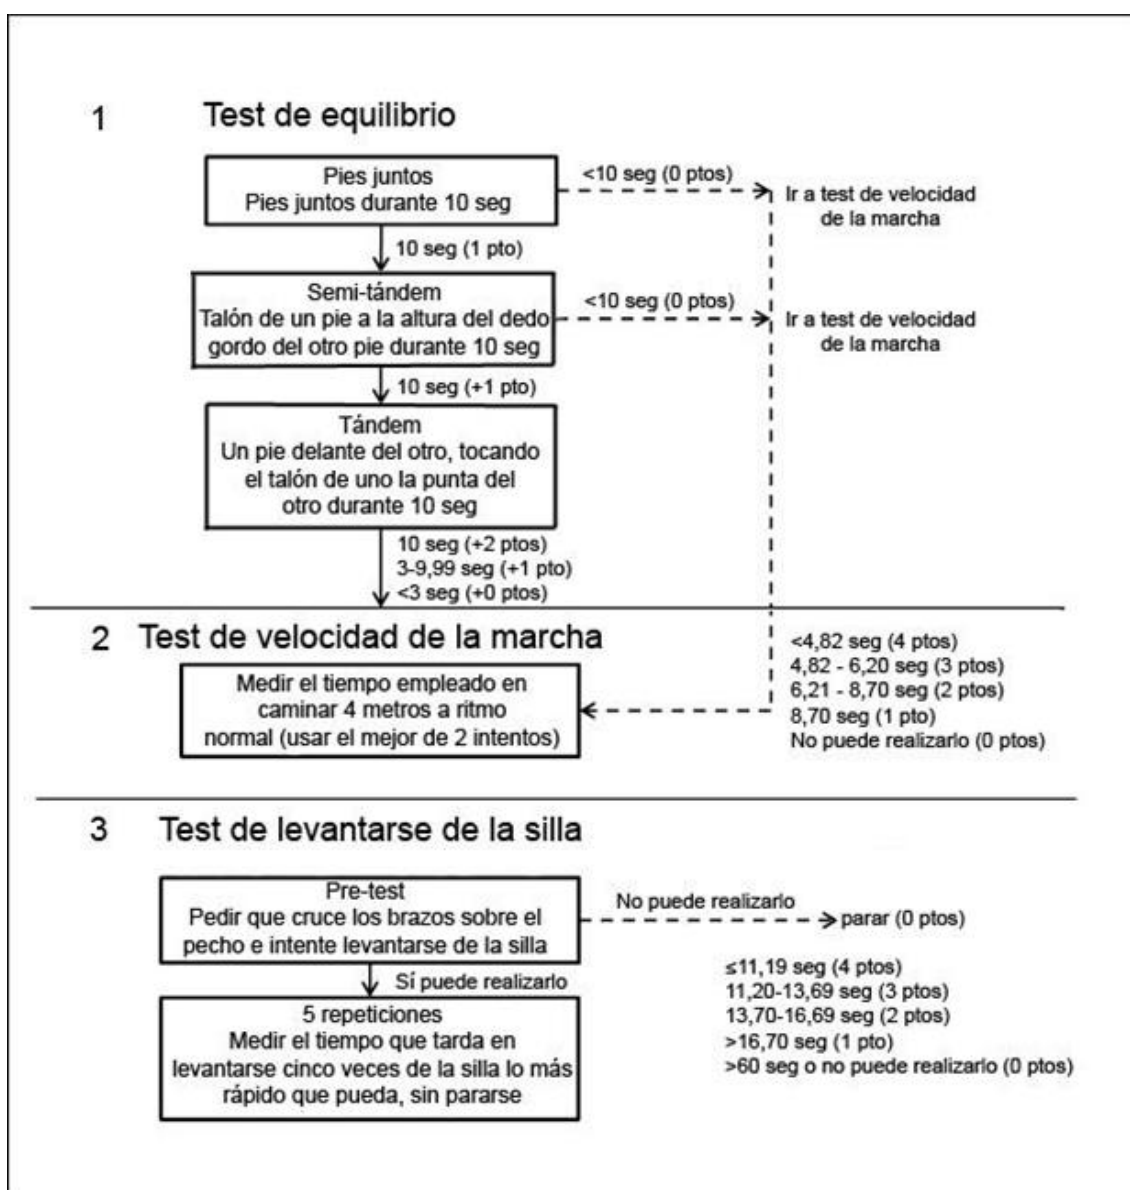 1 Test de equilibrio
Pies juntos
Pies juntos durante 10 seg
<10 seg (0 ptos)
Ir a test de velocidad
de la marcha
10 seg (1 pto)
Semi-tándem
Talón de un pie a la altura del dedo
gordo del otro pie durante 10 seg
<10 seg (0 ptos)
Ir a test de velocidad
de la marcha
10 seg (+1 pto)
Tándem
Un pie delante del otro, tocando
el talón de uno la punta del
otro durante 10 seg
10 seg (+2 ptos)
3-9,99 seg (+1 pto)
<3 seg (+0 ptos)
2 Test de velocidad de la marcha
Medir el tiempo empleado en
caminar 4 metros a ritmo
normal (usar el mejor de 2 intentos)
<4,82 seg (4 ptos)
4,82 - 6,20 seg (3 ptos)
6,21 - 8,70 seg (2 ptos)
8,70 seg (1 pto)
No puede realizarlo (0 ptos)
3 Test de levantarse de la silla
Pre-test
Pedir que cruce los brazos sobre el
pecho e intente levantarse de la silla
No puede realizarlo
parar (0 ptos)
Sí puede realizarlo
5 repeticiones
Medir el tiempo que tarda en
levantarse cinco veces de la silla lo más
rápido que pueda, sin pararse
≤11,19 seg (4 ptos)
11,20-13,69 seg (3 ptos)
13,70-16,69 seg (2 ptos)
>16,70 seg (1 pto)
>60 seg o no puede realizarlo (0 ptos)